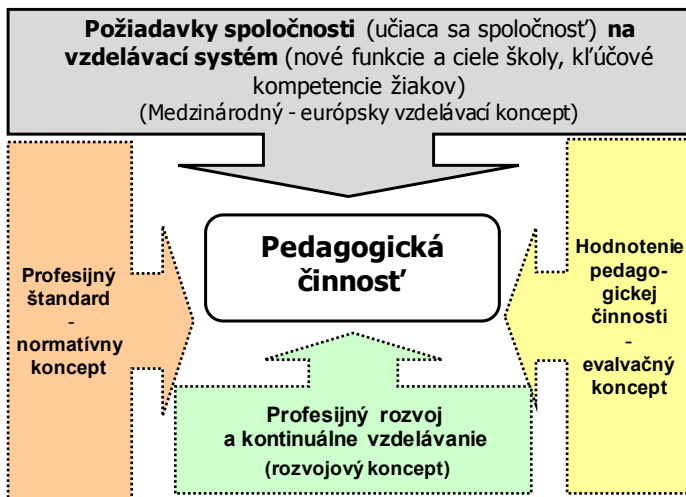 Požiadavky spoločnosti (učiaca sa spoločnosť) na
vzdelávací systém (nové funkcie a ciele školy, kľúčové
kompetencie žiakov)
(Medzinárodný - európsky vzdelávací koncept)
Pedagogická
činnosť
Profesijný
štandard
-
normatívny
koncept
Hodnotenie
pedago-
gickej
činnosti
-
evalvačný
koncept
Profesijný rozvoj
a kontinuálne vzdelávanie
(rozvojový koncept)